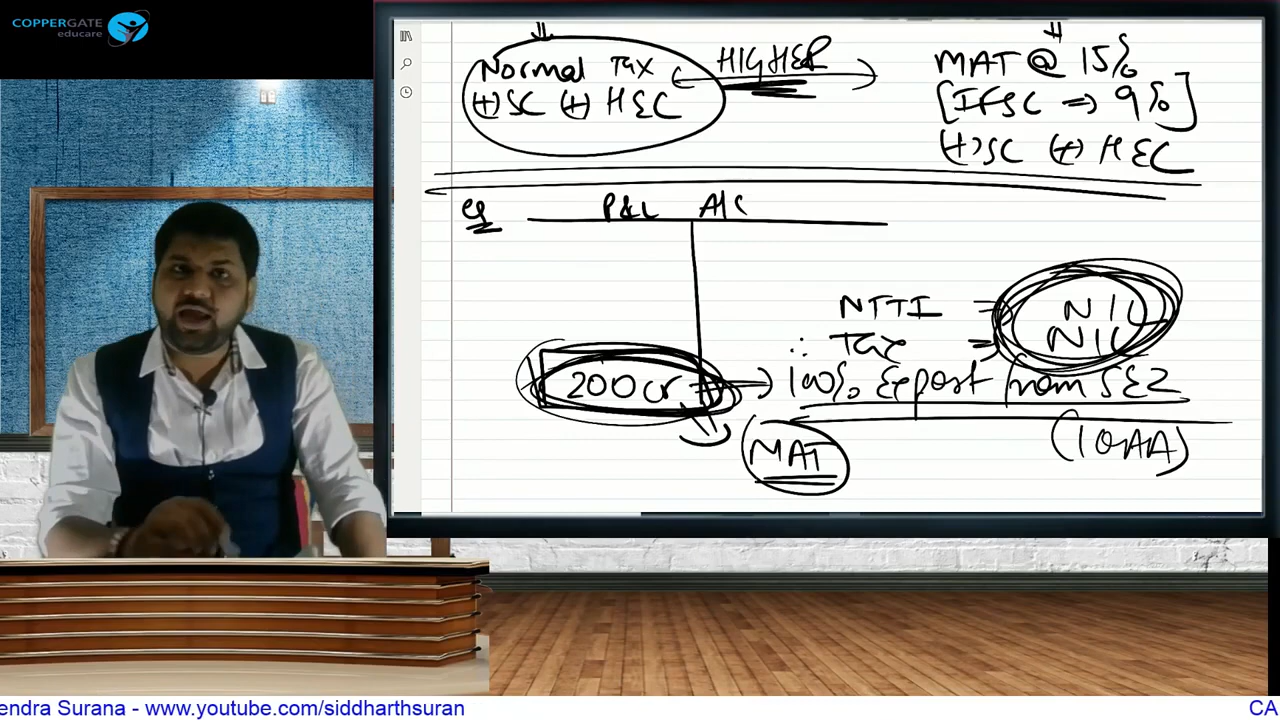 COPPERGATE
educare
Normal Tax
(+) SC (+) HEC
HIGHER
MAT @ 15%
[IFSC => 9%]
(+) SC (+) HEC
eg
P&L A/C
NTTI => NIL
∴ Tax => NIL
200 cr → 100% Export from SEZ
(10AA)
MAT
endra Surana - www.youtube.com/siddharthsuran
CA